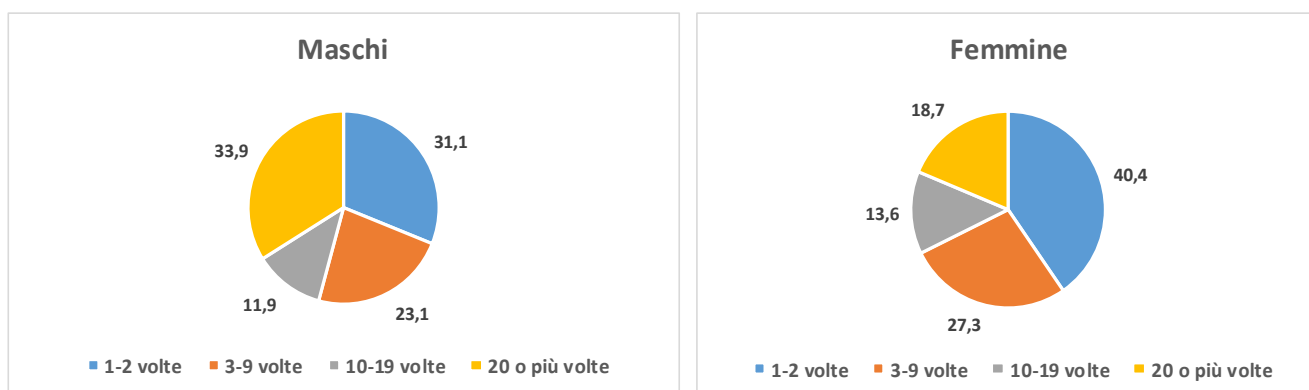 Maschi
33,9
31,1
11,9
23,1
1-2 volte 3-9 volte 10-19 volte 20 o più volte
Femmine
18,7
40,4
13,6
27,3
1-2 volte 3-9 volte 10-19 volte 20 o più volte